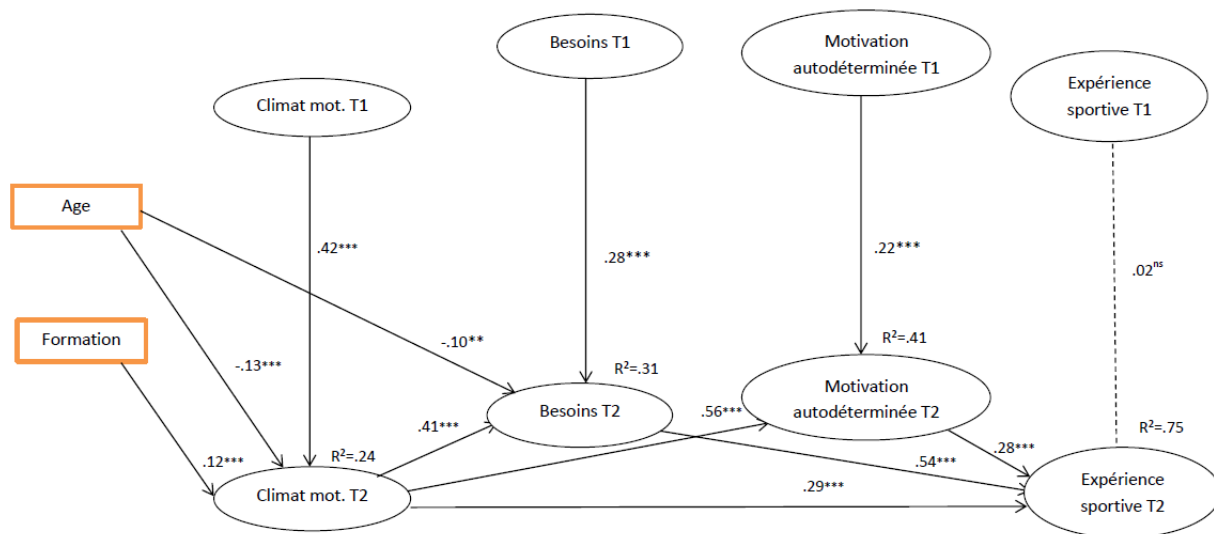 Besoins T1
Motivation
autodéterminée T1
Climat mot. T1
Expérience
sportive T1
Age
.42***
.28***
.22***
.02ns
Formation
-.13***
-.10**
R²=.31
R²=.41
Besoins T2
Motivation
autodéterminée T2
.12***
R²=.24
.41***
.56***
.54***
.28***
R²=.75
Climat mot. T2
.29***
Expérience
sportive T2